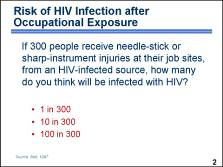 Risk of HIV Infection after
Occupational Exposure
If 300 people receive needle-stick or
sharp-instrument injuries at their job sites,
from an HIV-infected source, how many
do you think will be infected with HIV?
• 1 in 300
• 10 in 300
• 100 in 300
Source: Bell, 1997.
2